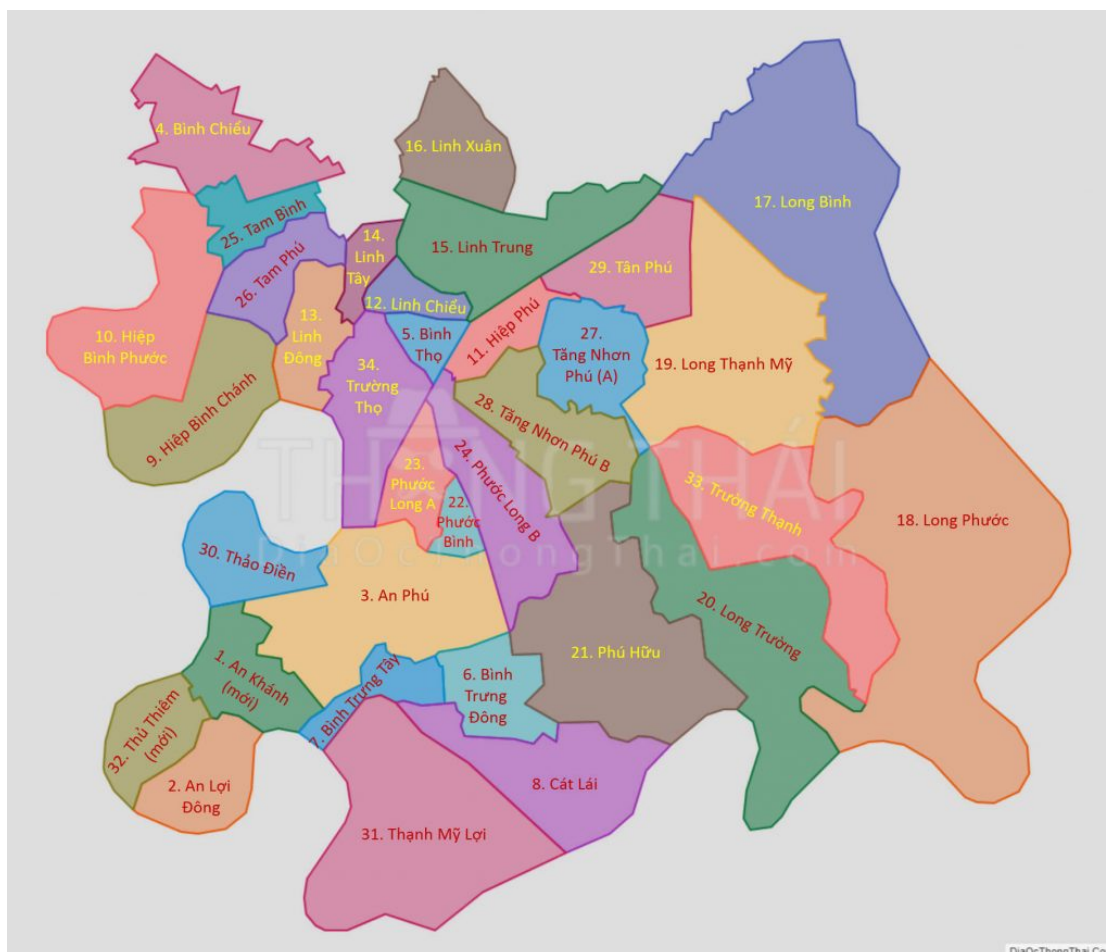 4. Bình Chiểu
16. Linh Xuân
17. Long Bình
25. Tam Bình
14.
Linh
Tây
15. Linh Trung
26. Tam Phú
29. Tân Phú
12. Linh Chiểu
13.
Linh
Đông
10. Hiệp
Bình Phước
5. Bình
Thọ
11. Hiệp Phú
27.
Tăng Nhơn
Phú (A)
19. Long Thạnh Mỹ
34.
Trường
Thọ
9. Hiệp Bình Chánh
28. Tăng Nhơn Phú B
THÔNG THÁI
DiaOcThongThai.com
23.
Phước
Long A
24. Phước Long B
22.
Phước
Bình
33. Trường Thạnh
18. Long Phước
30. Thảo Điền
3. An Phú
20. Long Trường
21. Phú Hữu
1. An Khánh
(mới)
7. Bình Trưng Tây
6. Bình
Trưng
Đông
32. Thủ Thiêm
(mới)
2. An Lợi
Đông
8. Cát Lái
31. Thạnh Mỹ Lợi
DiaOcThongThai.Co